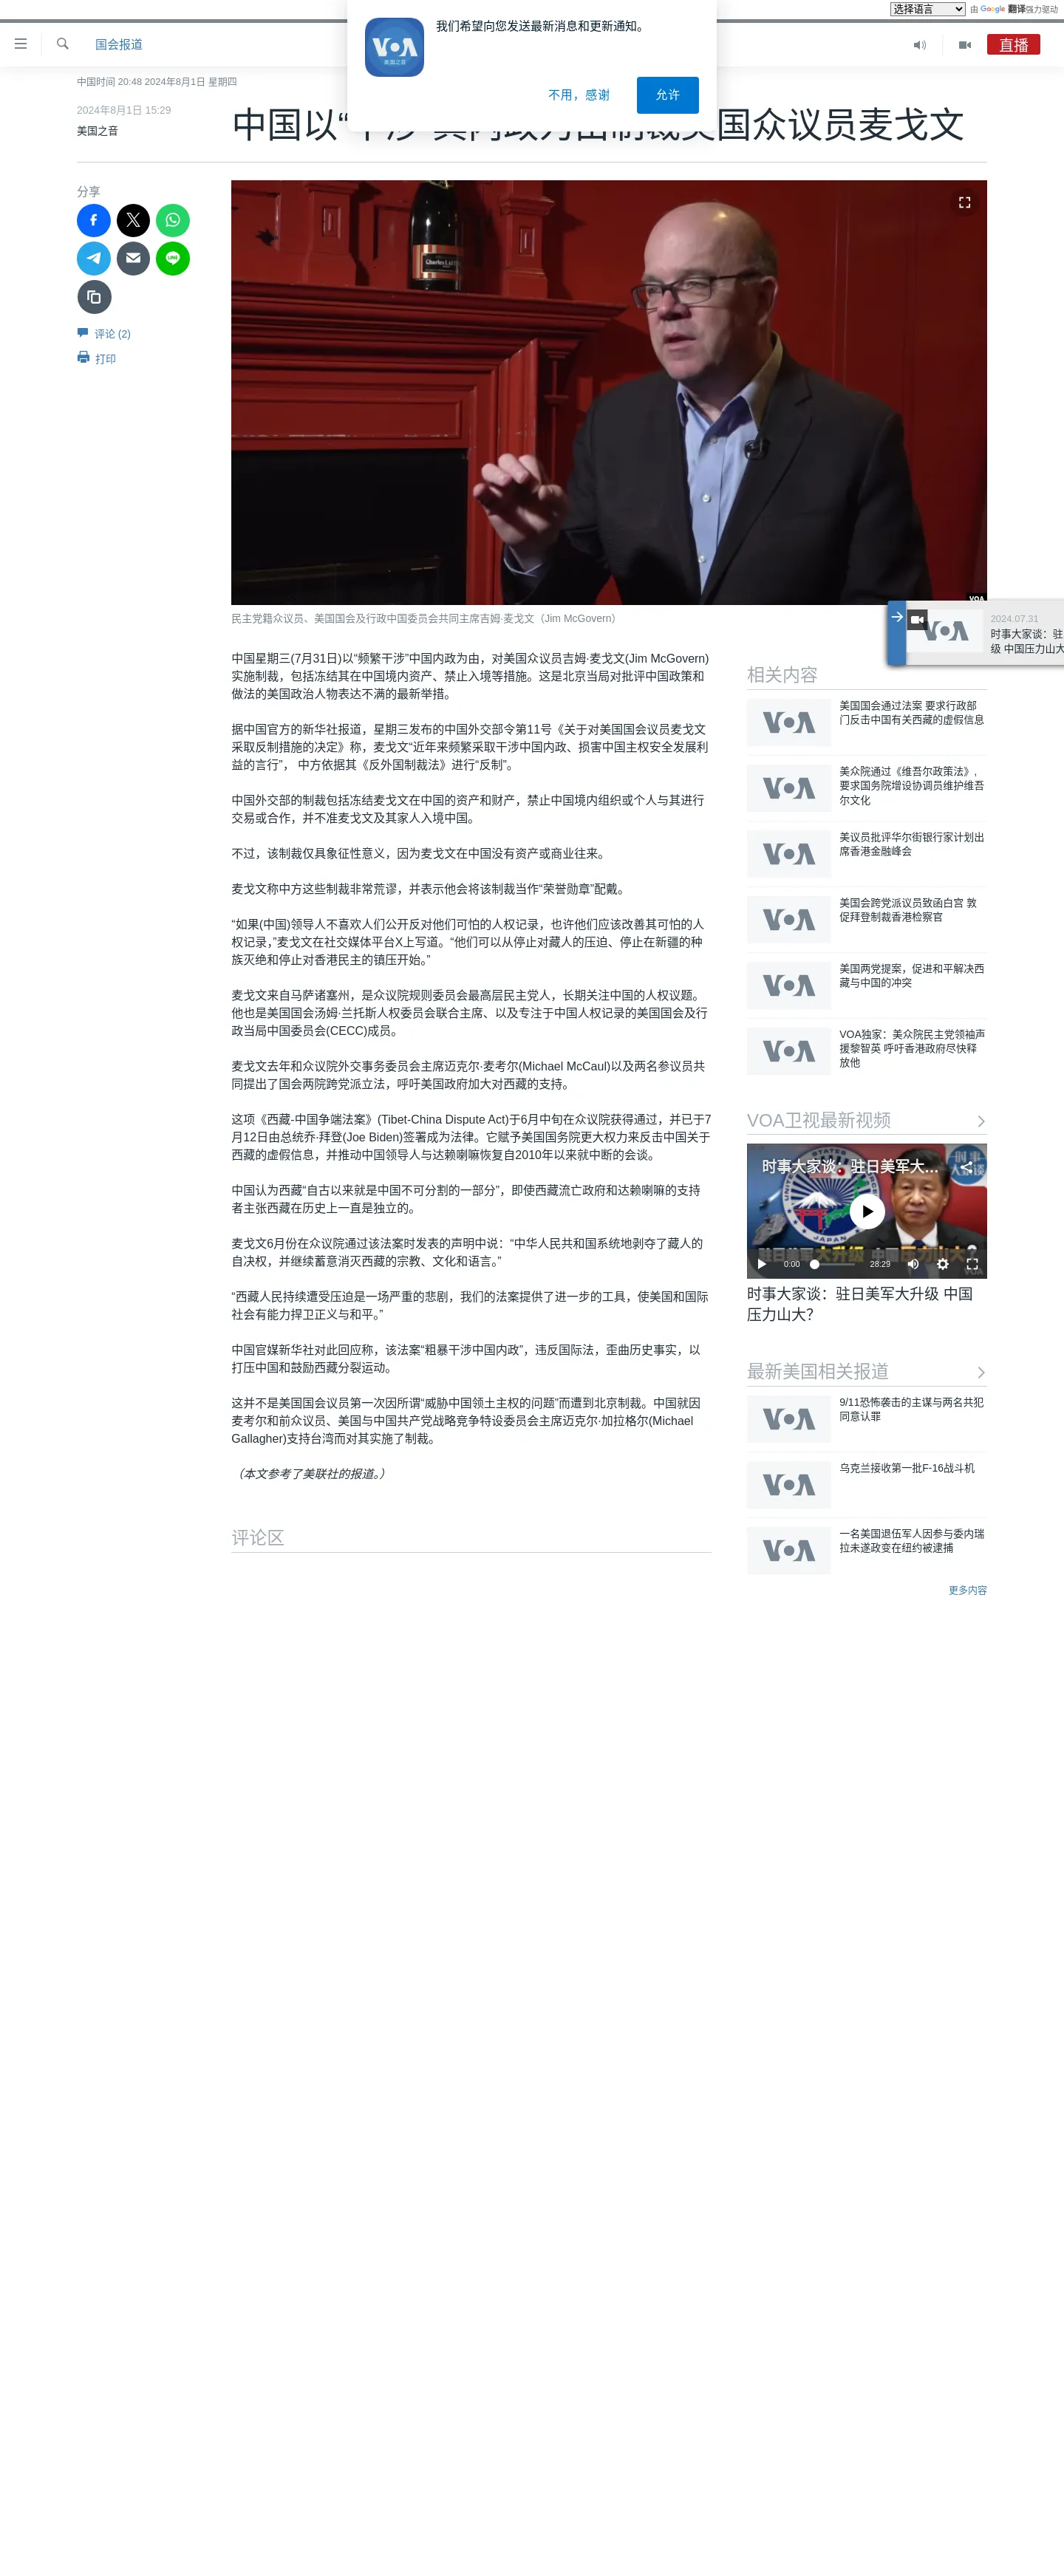 选择语言
由 Google 翻译强力驱动
我们希望向您发送最新消息和更新通知。
VOA
美国之音
不用，感谢
允许
国会报道
直播
中国时间 20:48 2024年8月1日 星期四
2024年8月1日 15:29
美国之音
中国以“干涉”其内政为由制裁美国众议员麦戈文
分享
评论 (2)
打印
VOA
民主党籍众议员、美国国会及行政中国委员会共同主席吉姆·麦戈文（Jim McGovern）
2024.07.31
时事大家谈：驻
级 中国压力山大
中国星期三(7月31日)以“频繁干涉”中国内政为由，对美国众议员吉姆·麦戈文(Jim McGovern)
实施制裁，包括冻结其在中国境内资产、禁止入境等措施。这是北京当局对批评中国政策和
做法的美国政治人物表达不满的最新举措。
据中国官方的新华社报道，星期三发布的中国外交部令第11号《关于对美国国会议员麦戈文
采取反制措施的决定》称，麦戈文“近年来频繁采取干涉中国内政、损害中国主权安全发展利
益的言行”， 中方依据其《反外国制裁法》进行“反制”。
中国外交部的制裁包括冻结麦戈文在中国的资产和财产，禁止中国境内组织或个人与其进行
交易或合作，并不准麦戈文及其家人入境中国。
不过，该制裁仅具象征性意义，因为麦戈文在中国没有资产或商业往来。
麦戈文称中方这些制裁非常荒谬，并表示他会将该制裁当作“荣誉勋章”配戴。
“如果(中国)领导人不喜欢人们公开反对他们可怕的人权记录，也许他们应该改善其可怕的人
权记录，”麦戈文在社交媒体平台X上写道。“他们可以从停止对藏人的压迫、停止在新疆的种
族灭绝和停止对香港民主的镇压开始。”
麦戈文来自马萨诸塞州，是众议院规则委员会最高层民主党人，长期关注中国的人权议题。
他也是美国国会汤姆·兰托斯人权委员会联合主席、以及专注于中国人权记录的美国国会及行
政当局中国委员会(CECC)成员。
麦戈文去年和众议院外交事务委员会主席迈克尔·麦考尔(Michael McCaul)以及两名参议员共
同提出了国会两院跨党派立法，呼吁美国政府加大对西藏的支持。
这项《西藏-中国争端法案》(Tibet-China Dispute Act)于6月中旬在众议院获得通过，并已于7
月12日由总统乔·拜登(Joe Biden)签署成为法律。它赋予美国国务院更大权力来反击中国关于
西藏的虚假信息，并推动中国领导人与达赖喇嘛恢复自2010年以来就中断的会谈。
中国认为西藏“自古以来就是中国不可分割的一部分”，即使西藏流亡政府和达赖喇嘛的支持
者主张西藏在历史上一直是独立的。
麦戈文6月份在众议院通过该法案时发表的声明中说：“中华人民共和国系统地剥夺了藏人的
自决权，并继续蓄意消灭西藏的宗教、文化和语言。”
“西藏人民持续遭受压迫是一场严重的悲剧，我们的法案提供了进一步的工具，使美国和国际
社会有能力捍卫正义与和平。”
中国官媒新华社对此回应称，该法案“粗暴干涉中国内政”，违反国际法，歪曲历史事实，以
打压中国和鼓励西藏分裂运动。
这并不是美国国会议员第一次因所谓“威胁中国领土主权的问题”而遭到北京制裁。中国就因
麦考尔和前众议员、美国与中国共产党战略竞争特设委员会主席迈克尔·加拉格尔(Michael
Gallagher)支持台湾而对其实施了制裁。
（本文参考了美联社的报道。）
评论区
相关内容
美国国会通过法案 要求行政部
门反击中国有关西藏的虚假信息
美众院通过《维吾尔政策法》，
要求国务院增设协调员维护维吾
尔文化
美议员批评华尔街银行家计划出
席香港金融峰会
美国会跨党派议员致函白宫 敦
促拜登制裁香港检察官
美国两党提案，促进和平解决西
藏与中国的冲突
VOA独家：美众院民主党领袖声
援黎智英 呼吁香港政府尽快释
放他
VOA卫视最新视频
时事大家谈：驻日美军大…
0:00
28:29
时事大家谈：驻日美军大升级 中国
压力山大？
最新美国相关报道
9/11恐怖袭击的主谋与两名共犯
同意认罪
乌克兰接收第一批F-16战斗机
一名美国退伍军人因参与委内瑞
拉未遂政变在纽约被逮捕
更多内容